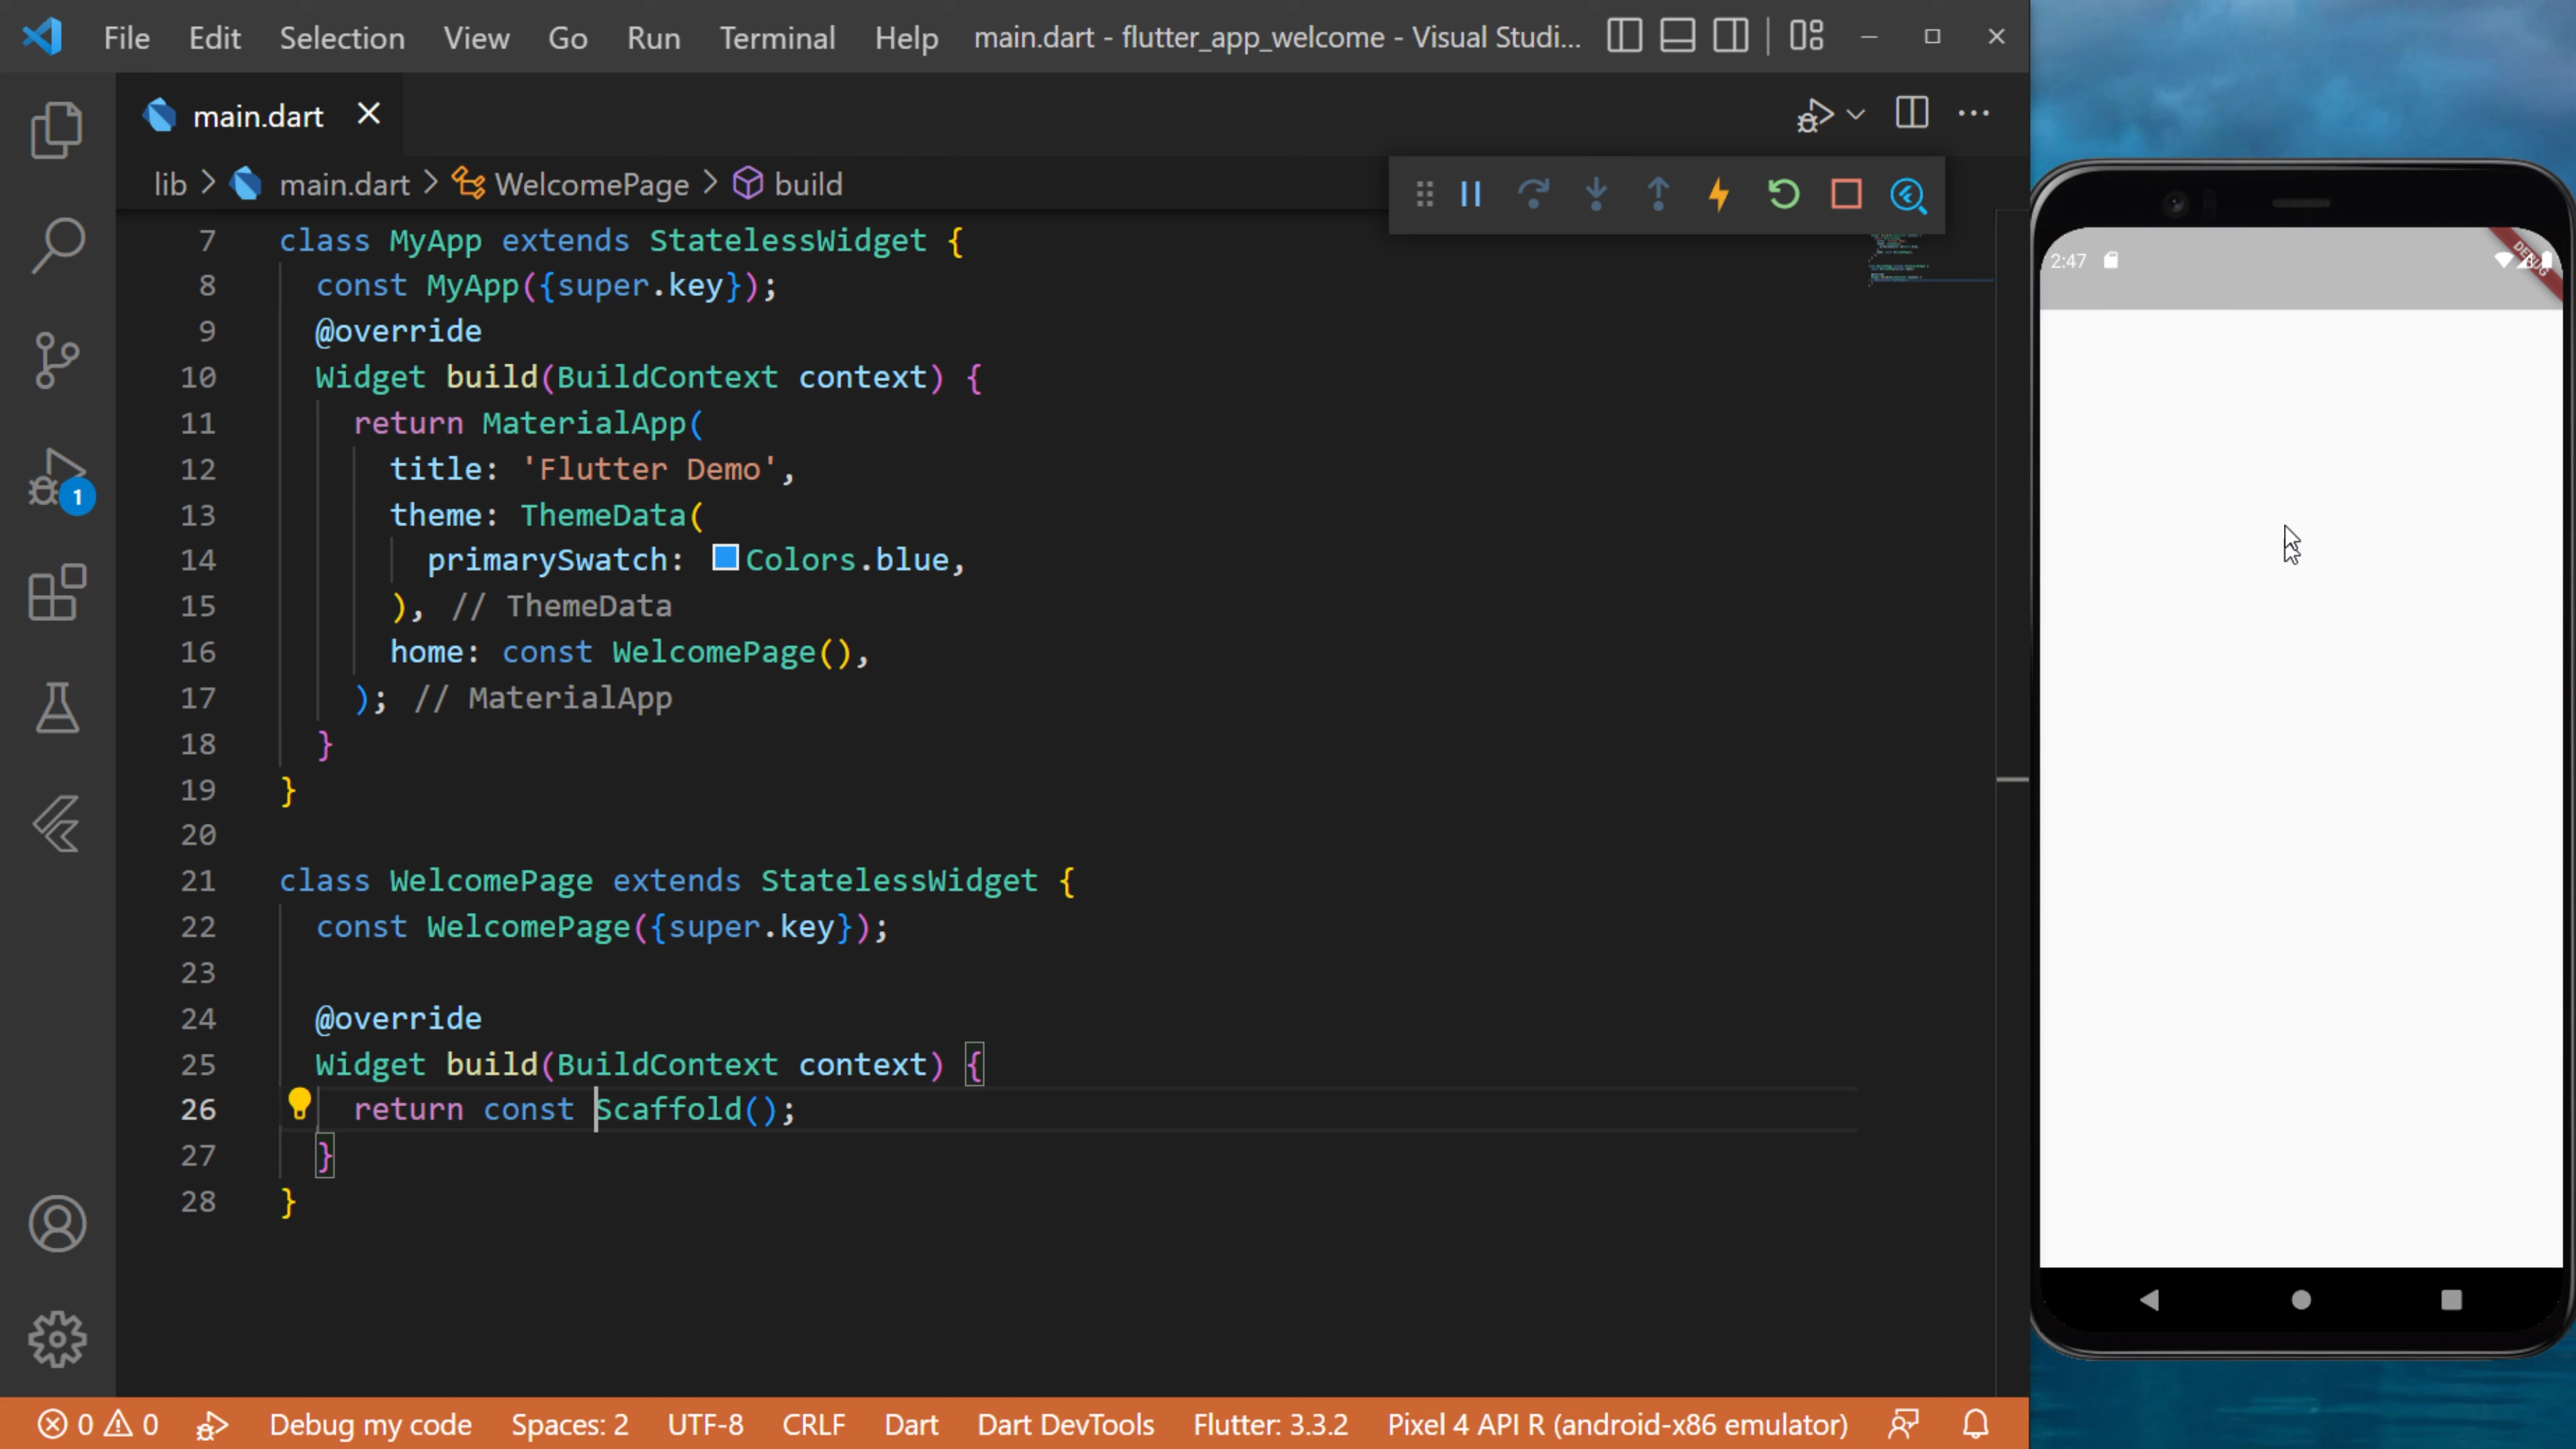 File Edit Selection View Go Run Terminal Help main.dart - flutter_app_welcome - Visual Studi...
main.dart
lib > main.dart > WelcomePage > build
7 class MyApp extends StatelessWidget {
8 const MyApp({super.key});
9 @override
10 Widget build(BuildContext context) {
11 return MaterialApp(
12 title: 'Flutter Demo',
13 theme: ThemeData(
14 primarySwatch: Colors.blue,
15 ), // ThemeData
16 home: const WelcomePage(),
17 ); // MaterialApp
18 }
19 }
20
21 class WelcomePage extends StatelessWidget {
22 const WelcomePage({super.key});
23
24 @override
25 Widget build(BuildContext context) {
26 return const Scaffold();
27 }
28 }
1
0 0 Debug my code Spaces: 2 UTF-8 CRLF Dart Dart DevTools Flutter: 3.3.2 Pixel 4 API R (android-x86 emulator)
2:47
DEBUG